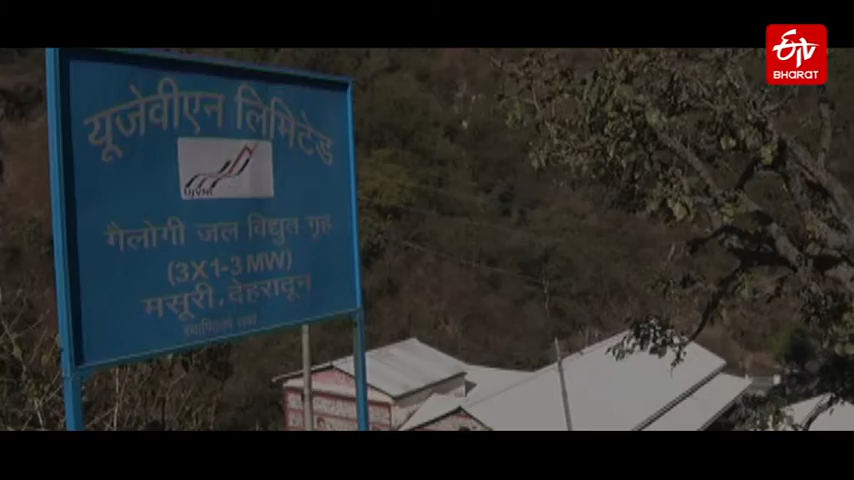 ETV
BHARAT
यूजेवीएन लिमिटेड
UJVNL
गैलोगी जल विद्युत गृह
(3X1-3 MW)
मसूरी, देहरादून